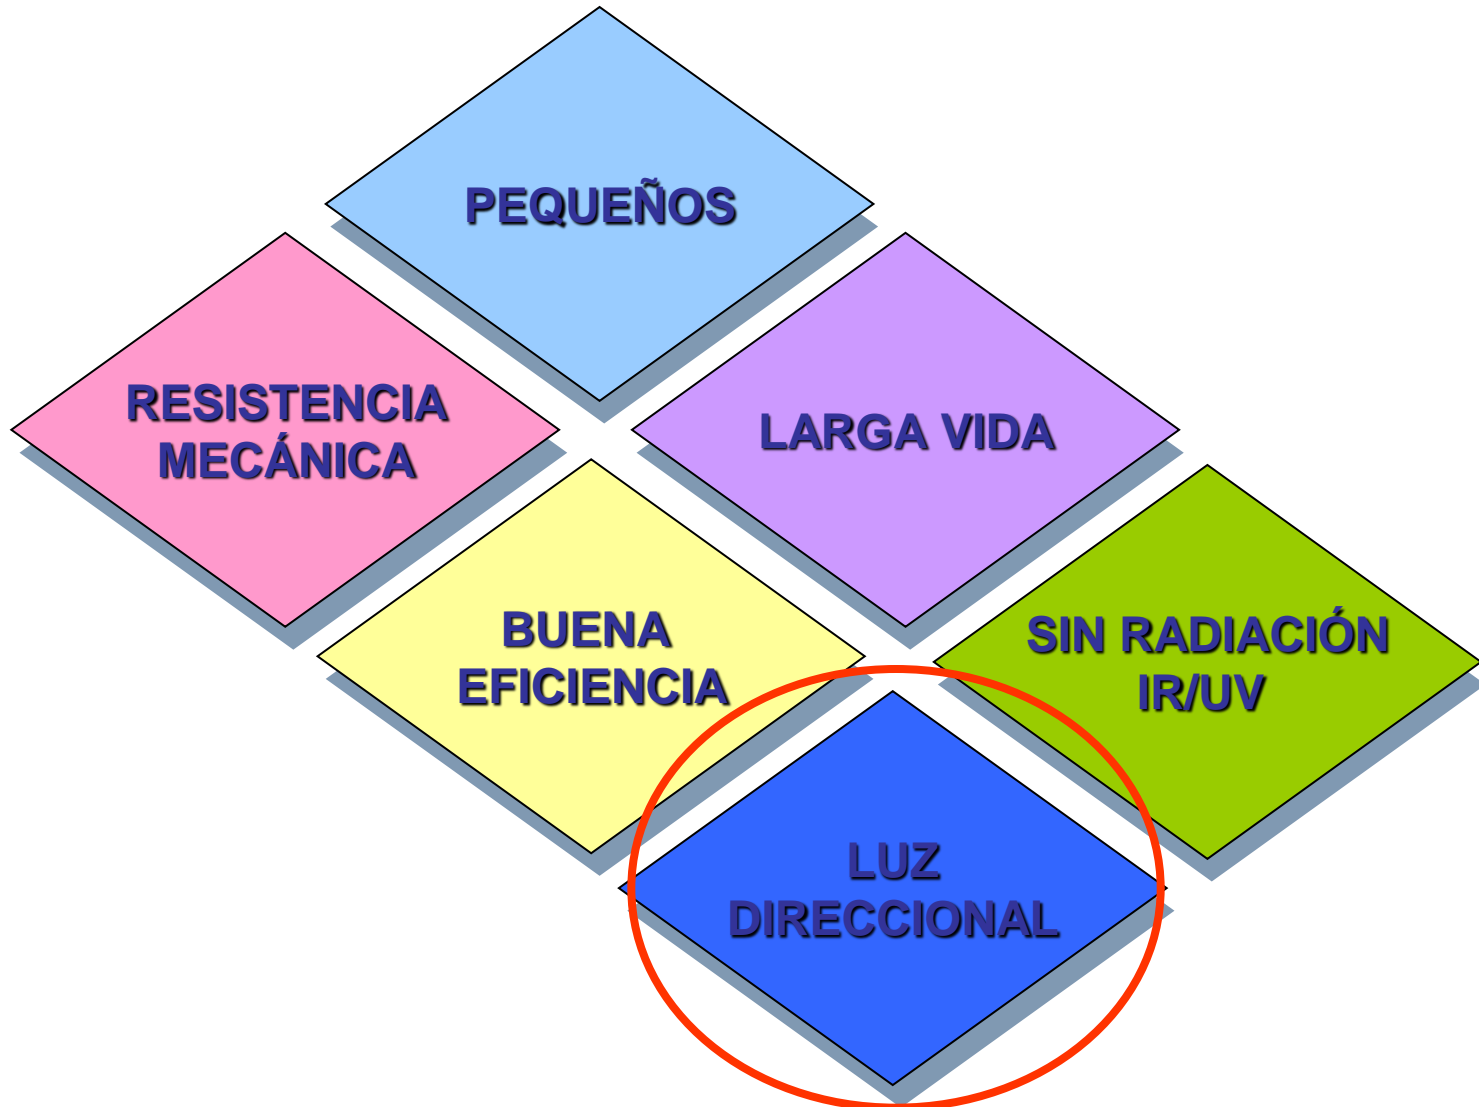 PEQUEÑOS
RESISTENCIA
MECÁNICA
LARGA VIDA
BUENA
EFICIENCIA
SIN RADIACIÓN
IR/UV
LUZ
DIRECCIONAL